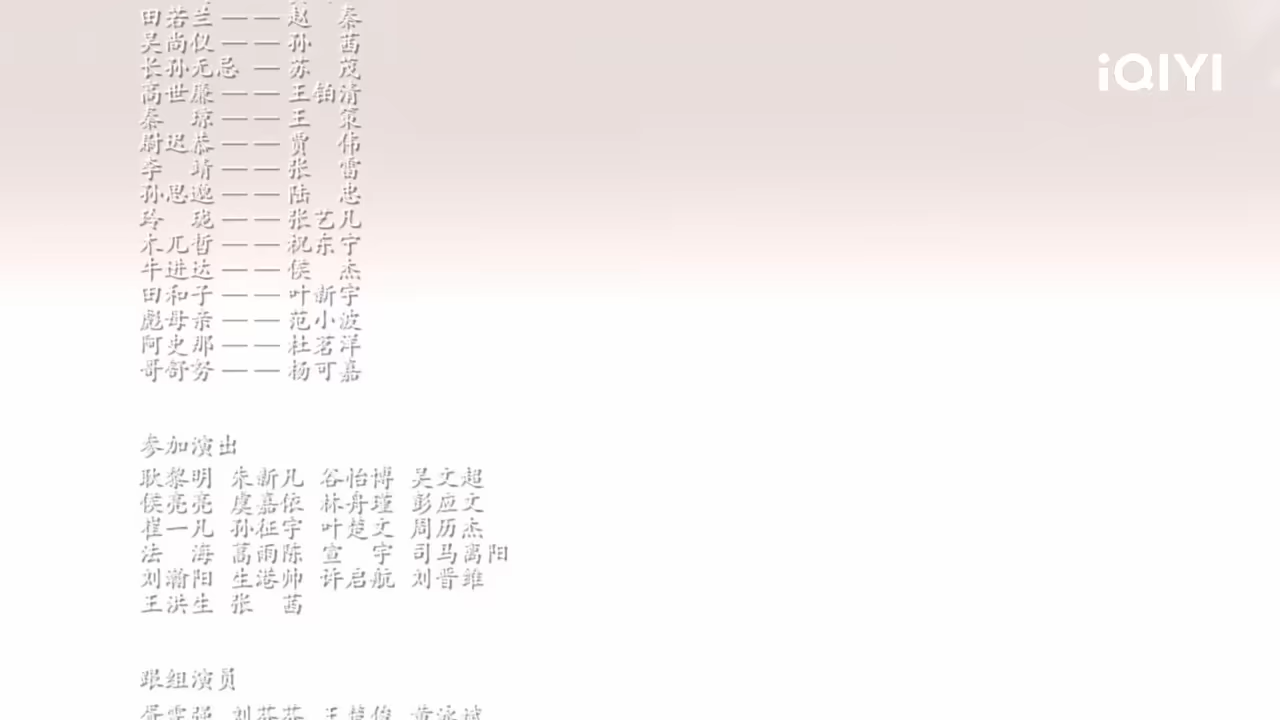 iQIYI
田若兰——赵 秦
吴尚仪——孙 茜
长孙无忌—苏 茂
高世廉——王铂清
秦 琼——王 策
尉迟恭——贾 伟
李 靖——张 雷
孙思邈——陆 忠
玲 珑——张艺凡
木兀哲——祝东宁
牛进达——侯 杰
田和子——叶新宇
彪母亲——范小波
阿史那——杜茗洋
哥舒努——杨可嘉
参加演出
耿黎明 朱新凡 谷怡博 吴文超
侯亮亮 虞嘉依 林舟瑾 彭应文
崔一凡 孙征宇 叶楚文 周历杰
法 海 葛雨陈 宣 宇 司马离阳
刘瀚阳 生港帅 许启航 刘晋维
王洪生 张 茜
跟组演员